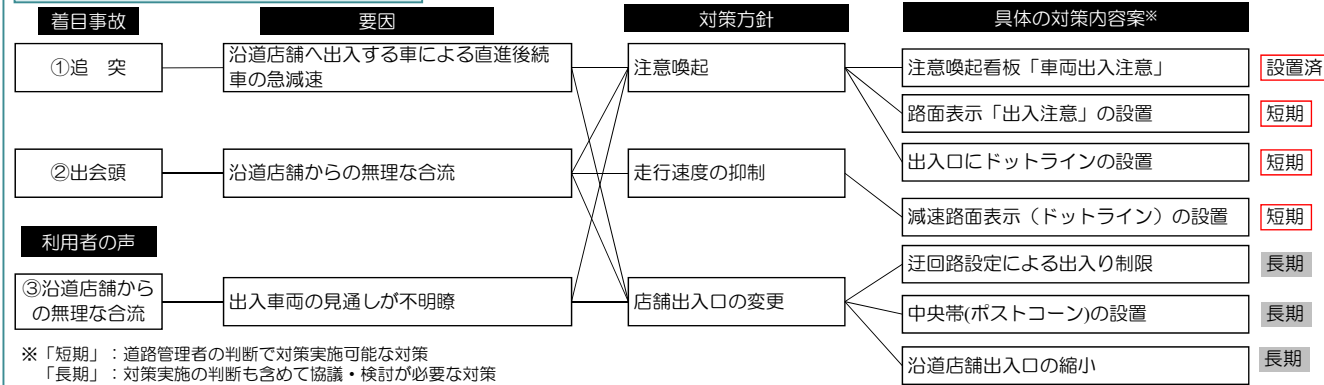 着目事故
要因
対策方針
具体の対策内容案※
①追　突
沿道店舗へ出入する車による直進後続
車の急減速
注意喚起
注意喚起看板「車両出入注意」
設置済
路面表示「出入注意」の設置
短期
②出会頭
沿道店舗からの無理な合流
走行速度の抑制
出入口にドットラインの設置
短期
減速路面表示（ドットライン）の設置
短期
利用者の声
迂回路設定による出入り制限
長期
③沿道店舗から
の無理な合流
出入車両の見通しが不明瞭
店舗出入口の変更
中央帯(ポストコーン)の設置
長期
沿道店舗出入口の縮小
長期
※「短期」：道路管理者の判断で対策実施可能な対策
「長期」：対策実施の判断も含めて協議・検討が必要な対策